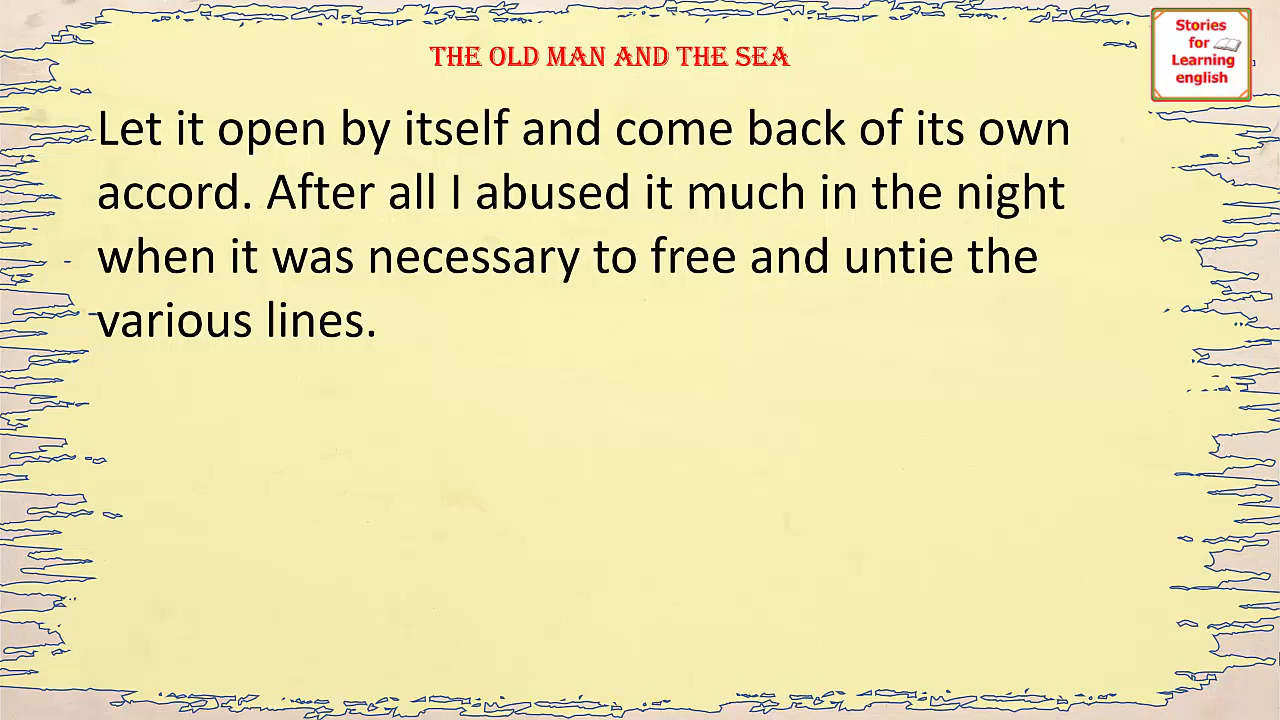 THE OLD MAN AND THE SEA
Stories
for
Learning
english
Let it open by itself and come back of its own
accord. After all I abused it much in the night
when it was necessary to free and untie the
various lines.